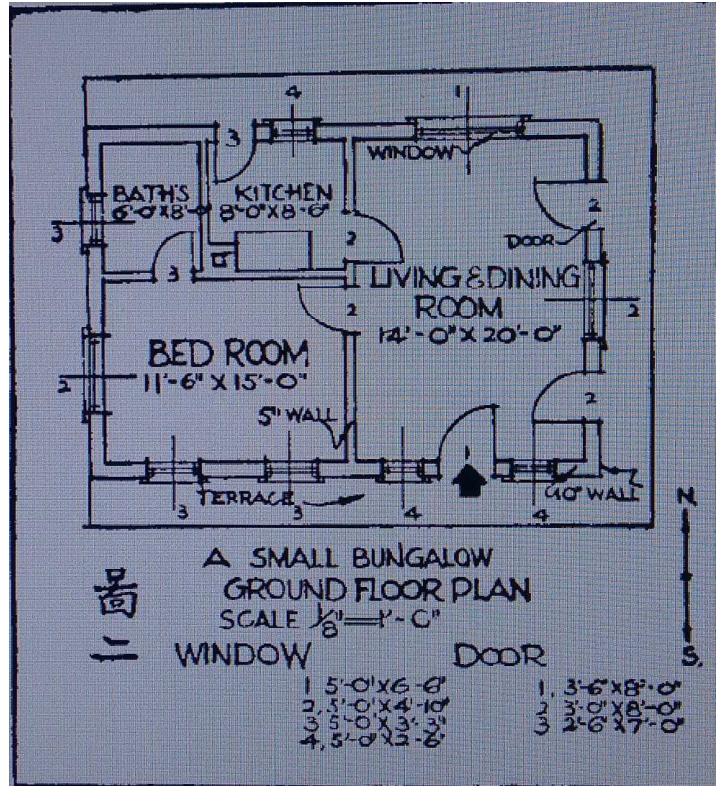 4 1
3
WINDOW
BATH'S KITCHEN
6'-0"X8'-0" 8'-0"X8'-6"
2
3 2
DOOR
3
LIVING & DINING
ROOM
14'-0" X 20'-0"
2
2
BED ROOM
11'-6" X 15'-0"
2
2
5" WALL
1
10" WALL
TERRACE
3 3 4 4
N.
A SMALL BUNGALOW
GROUND FLOOR PLAN
SCALE 1/8"=1'-0"
S.
圖
二
WINDOW DOOR
1 5'-0"X6'-6" 1, 3'-6"X8'-0"
2, 5'-0"X4'-10" 2 3'-0"X8'-0"
3 5'-0"X3'-3" 3 2'-6"X7'-0"
4, 5'-0"X2'-6"